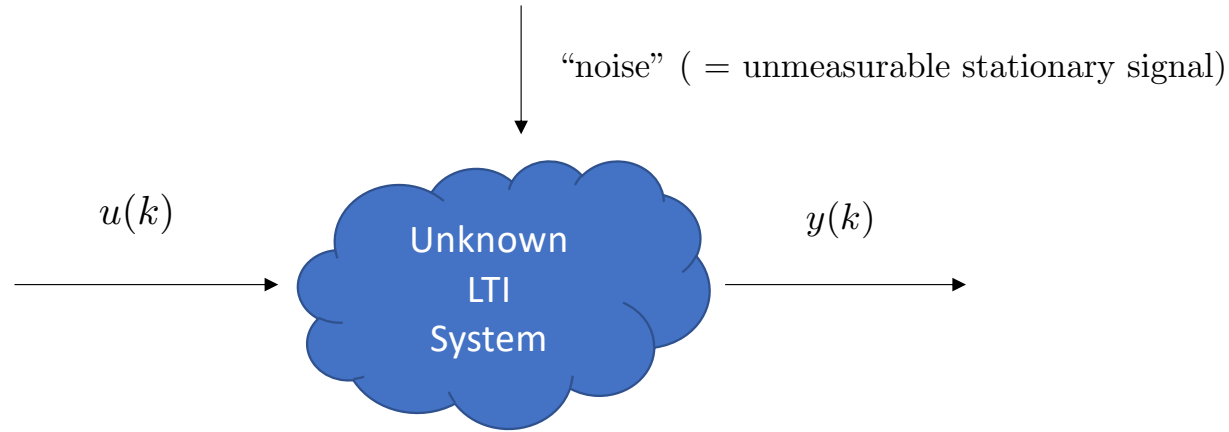 “noise” ( = unmeasurable stationary signal)
u(k)
y(k)
Unknown
LTI
System